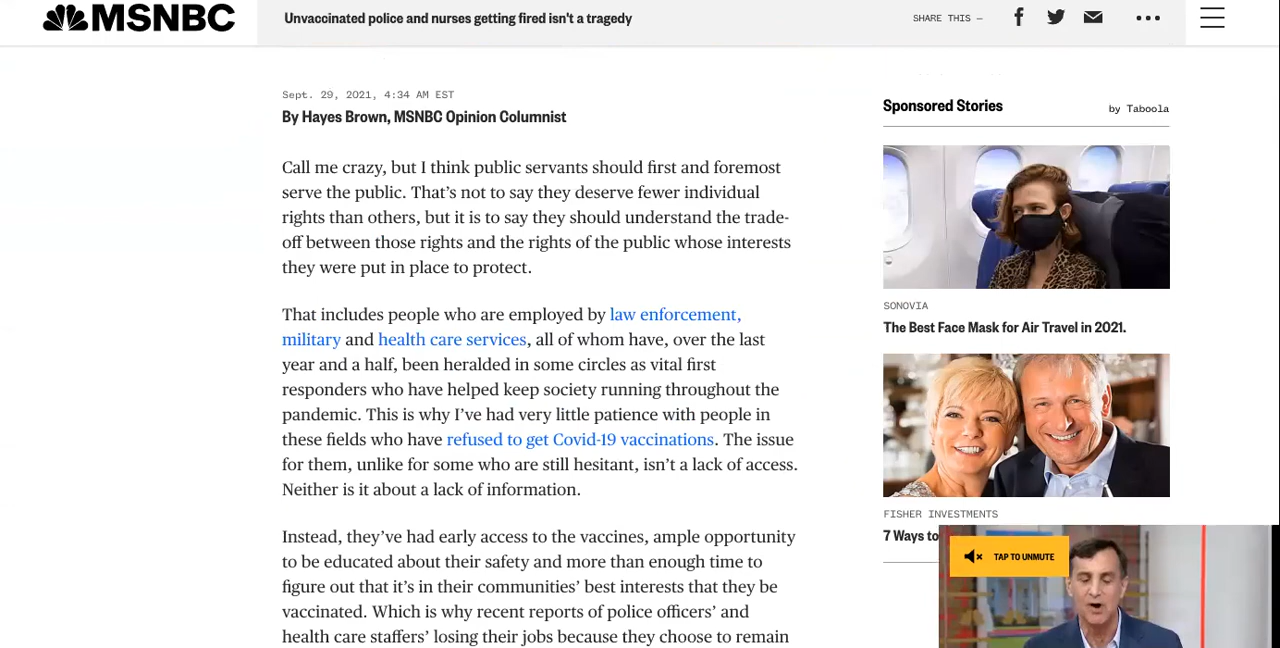 MSNBC
Unvaccinated police and nurses getting fired isn't a tragedy
SHARE THIS —
Sept. 29, 2021, 4:34 AM EST
By Hayes Brown, MSNBC Opinion Columnist
Call me crazy, but I think public servants should first and foremost
serve the public. That's not to say they deserve fewer individual
rights than others, but it is to say they should understand the trade-
off between those rights and the rights of the public whose interests
they were put in place to protect.
That includes people who are employed by law enforcement,
military and health care services, all of whom have, over the last
year and a half, been heralded in some circles as vital first
responders who have helped keep society running throughout the
pandemic. This is why I've had very little patience with people in
these fields who have refused to get Covid-19 vaccinations. The issue
for them, unlike for some who are still hesitant, isn't a lack of access.
Neither is it about a lack of information.
Instead, they've had early access to the vaccines, ample opportunity
to be educated about their safety and more than enough time to
figure out that it's in their communities' best interests that they be
vaccinated. Which is why recent reports of police officers' and
health care staffers' losing their jobs because they choose to remain
Sponsored Stories
by Taboola
SONOVIA
The Best Face Mask for Air Travel in 2021.
FISHER INVESTMENTS
7 Ways to
TAP TO UNMUTE